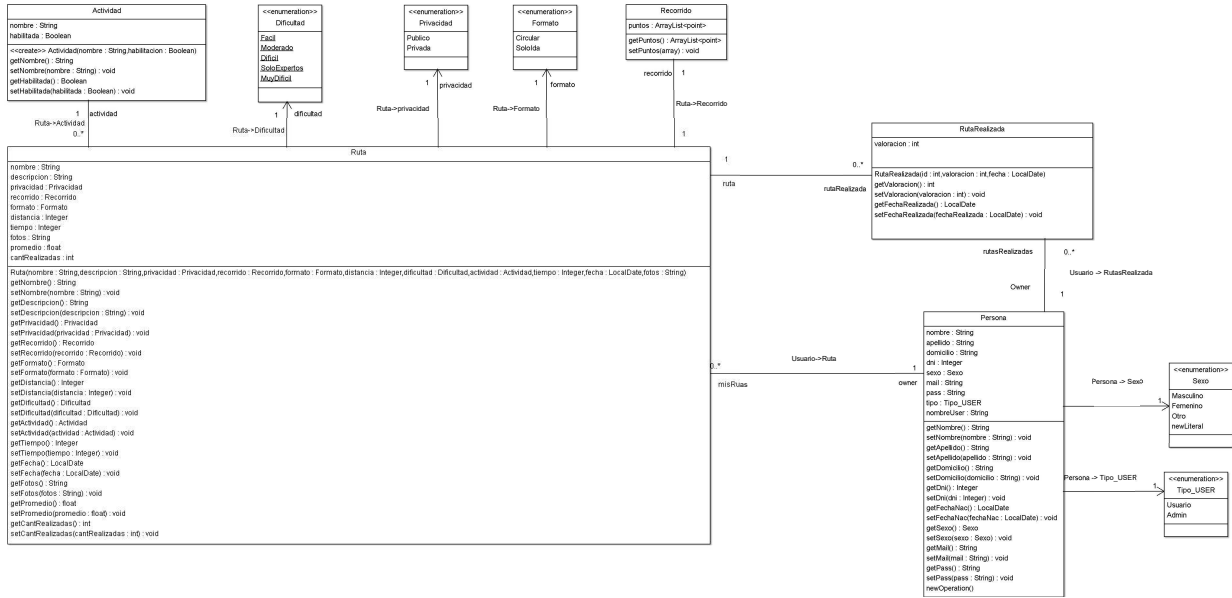 Actividad
nombre : String
habilitada : Boolean
<<create>> Actividad(nombre : String,habilitacion : Boolean)
getNombre() : String
setNombre(nombre : String) : void
getHabilitada() : Boolean
setHabilitada(habilitada : Boolean) : void
<<enumeration>>
Dificultad
Facil
Moderado
Dificil
SoloExpertos
MuyDificil
<<enumeration>>
Privacidad
Publico
Privada
<<enumeration>>
Formato
Circular
SoloIda
Recorrido
puntos : ArrayList<point>
getPuntos() : ArrayList<point>
setPuntos(array) : void
1 actividad
Ruta->Actividad
0..*
1 dificultad
Ruta->Dificultad
1 privacidad
Ruta->privacidad
1 formato
Ruta->Formato
recorrido 1
Ruta->Recorrido
1
Ruta
nombre : String
descripcion : String
privacidad : Privacidad
recorrido : Recorrido
formato : Formato
distancia : Integer
tiempo : Integer
fotos : String
promedio : float
cantRealizadas : int
Ruta(nombre : String,descripcion : String,privacidad : Privacidad,recorrido : Recorrido,formato : Formato,distancia : Integer,dificultad : Dificultad,actividad : Actividad,tiempo : Integer,fecha : LocalDate,fotos : String)
getNombre() : String
setNombre(nombre : String) : void
getDescripcion() : String
setDescripcion(descripcion : String) : void
getPrivacidad() : Privacidad
setPrivacidad(privacidad : Privacidad) : void
getRecorrido() : Recorrido
setRecorrido(recorrido : Recorrido) : void
getFormato() : Formato
setFormato(formato : Formato) : void
getDistancia() : Integer
setDistancia(distancia : Integer) : void
getDificultad() : Dificultad
setDificultad(dificultad : Dificultad) : void
getActividad() : Actividad
setActividad(actividad : Actividad) : void
getTiempo() : Integer
setTiempo(tiempo : Integer) : void
getFecha() : LocalDate
setFecha(fecha : LocalDate) : void
getFotos() : String
setFotos(fotos : String) : void
getPromedio() : float
setPromedio(promedio : float) : void
getCantRealizadas() : int
setCantRealizadas(cantRealizadas : int) : void
1
ruta
0..*
rutaRealizada
RutaRealizada
valoracion : int
RutaRealizada(id : int,valoracion : int,fecha : LocalDate)
getValoracion() : int
setValoracion(valoracion : int) : void
getFechaRealizada() : LocalDate
setFechaRealizada(fechaRealizada : LocalDate) : void
rutasRealizadas 0..*
Usuario -> RutasRealizada
Owner
1
0..*
misRuas
Usuario->Ruta
1
owner
Persona
nombre : String
apellido : String
domicilio : String
dni : Integer
sexo : Sexo
mail : String
pass : String
tipo : Tipo_USER
nombreUser : String
getNombre() : String
setNombre(nombre : String) : void
getApellido() : String
setApellido(apellido : String) : void
getDomicilio() : String
setDomicilio(domicilio : String) : void
getDni() : Integer
setDni(dni : Integer) : void
getFechaNac() : LocalDate
setFechaNac(fechaNac : LocalDate) : void
getSexo() : Sexo
setSexo(sexo : Sexo) : void
getMail() : String
setMail(mail : String) : void
getPass() : String
setPass(pass : String) : void
newOperation()
Persona -> Sexo
1
<<enumeration>>
Sexo
Masculino
Femenino
Otro
newLiteral
Persona -> Tipo_USER
1
<<enumeration>>
Tipo_USER
Usuario
Admin